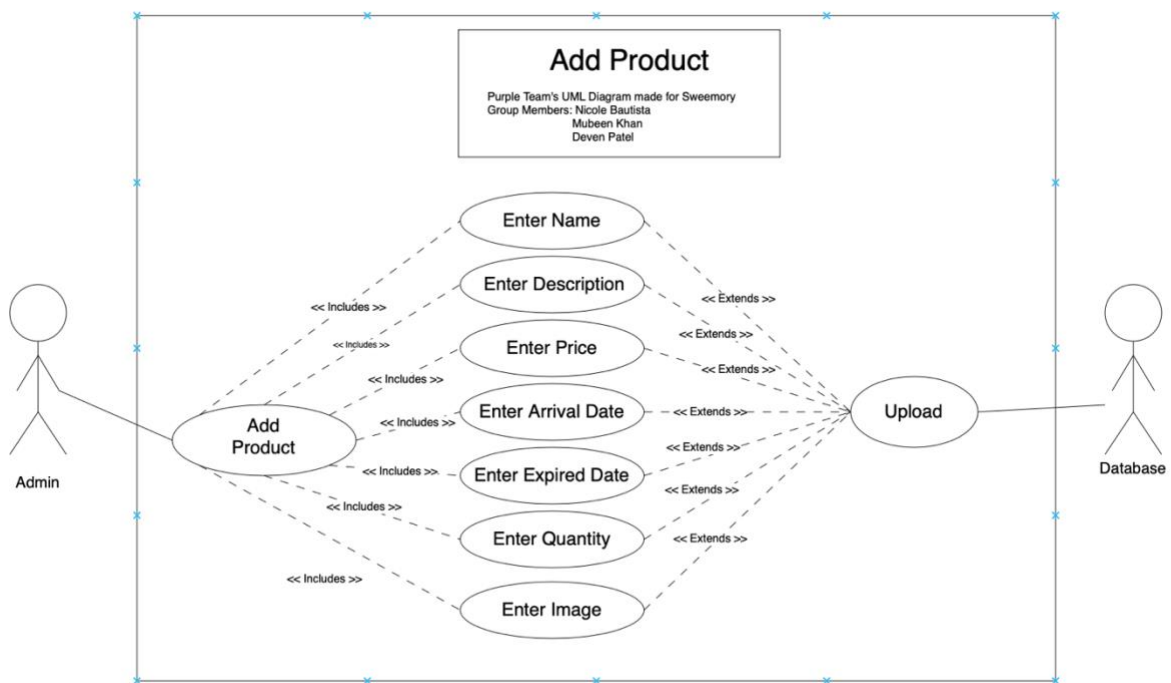 Add Product
Purple Team's UML Diagram made for Sweemory
Group Members: Nicole Bautista
Mubeen Khan
Deven Patel
Enter Name
Enter Description
<< Extends >>
<< Includes >>
<< Extends >>
<< Includes >>
Enter Price
<< Extends >>
<< Includes >>
Enter Arrival Date
<< Extends >>
Upload
<< Includes >>
Add
Product
<< Extends >>
Database
<< Includes >>
Enter Expired Date
Admin
<< Extends >>
<< Includes >>
Enter Quantity
<< Extends >>
<< Includes >>
Enter Image